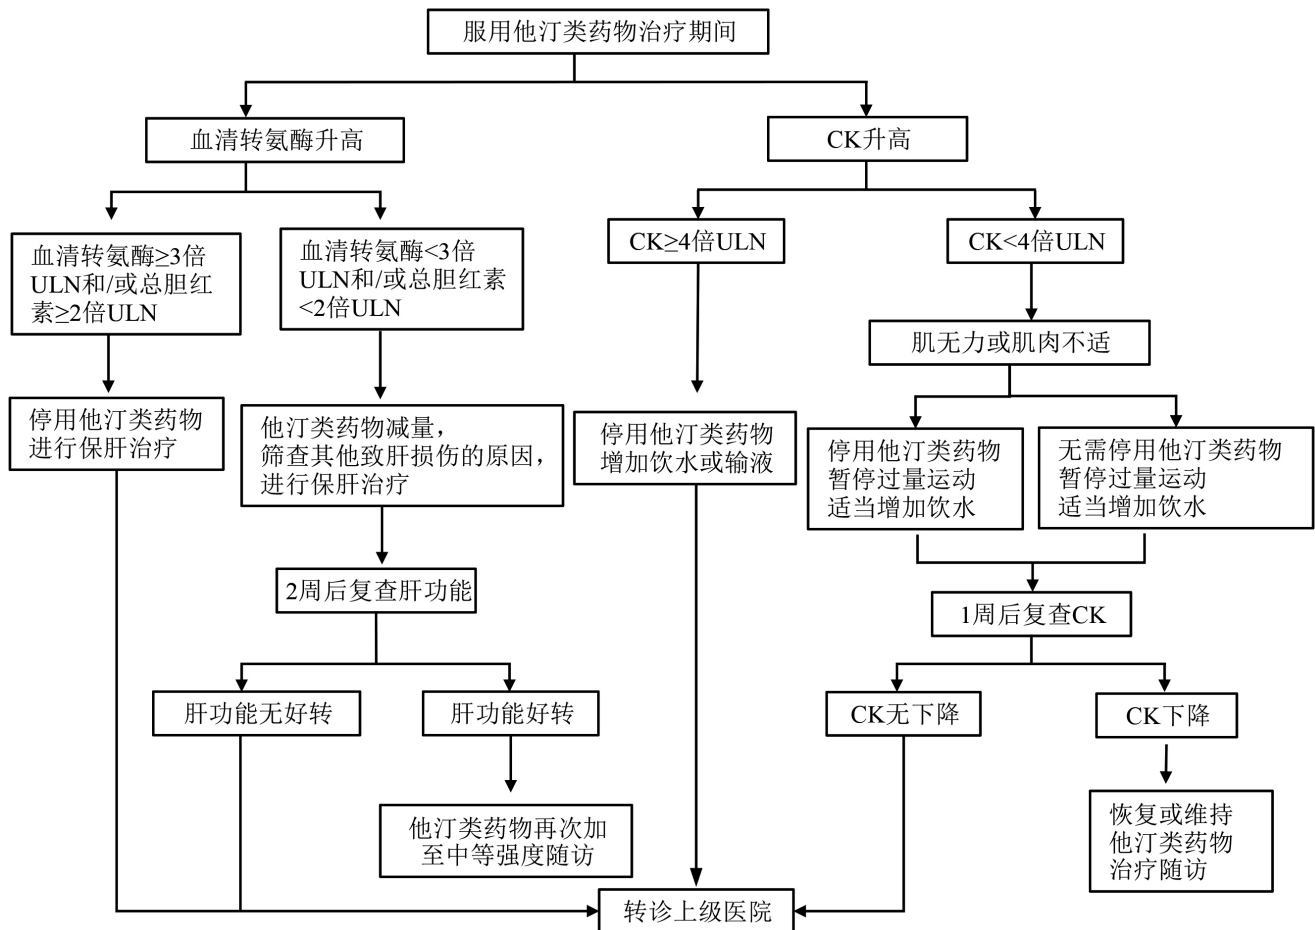 服用他汀类药物治疗期间
血清转氨酶升高
CK升高
血清转氨酶≥3倍
ULN和/或总胆红
素≥2倍ULN
血清转氨酶<3倍
ULN和/或总胆红素
<2倍ULN
CK≥4倍ULN
CK<4倍ULN
肌无力或肌肉不适
停用他汀类药物
进行保肝治疗
他汀类药物减量，
筛查其他致肝损伤的原因，
进行保肝治疗
停用他汀类药物
增加饮水或输液
停用他汀类药物
暂停过量运动
适当增加饮水
无需停用他汀类药物
暂停过量运动
适当增加饮水
2周后复查肝功能
1周后复查CK
肝功能无好转
肝功能好转
CK无下降
CK下降
他汀类药物再次加
至中等强度随访
恢复或维持
他汀类药物
治疗随访
转诊上级医院